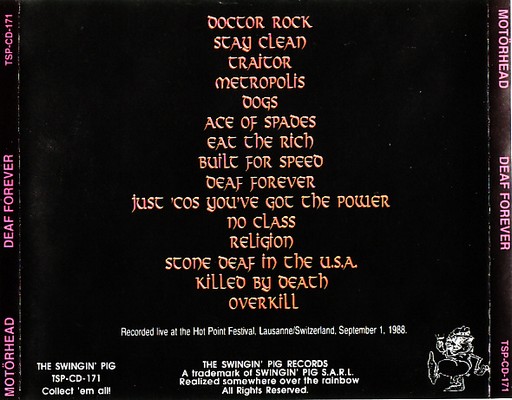 DOCTOR ROCK
STAY CLEAN
TRAITOR
METROPOLIS
DOGS
ACE OF SPADES
EAT THE RICH
BUILT FOR SPEED
DEAF FOREVER
JUST 'COS YOU'VE GOT THE POWER
NO CLASS
RELIGION
STONE DEAF IN THE U.S.A.
KILLED BY DEATH
OVERKILL
Recorded live at the Hot Point Festival, Lausanne/Switzerland, September 1, 1988.
THE SWINGIN' PIG
TSP-CD-171
Collect 'em all!
THE SWINGIN' PIG RECORDS
A trademark of SWINGIN' PIG S.A.R.L.
Realized somewhere over the rainbow
All Rights Reserved.
MOTÖRHEAD DEAF FOREVER TSP-CD-171
MOTÖRHEAD DEAF FOREVER TSP-CD-171